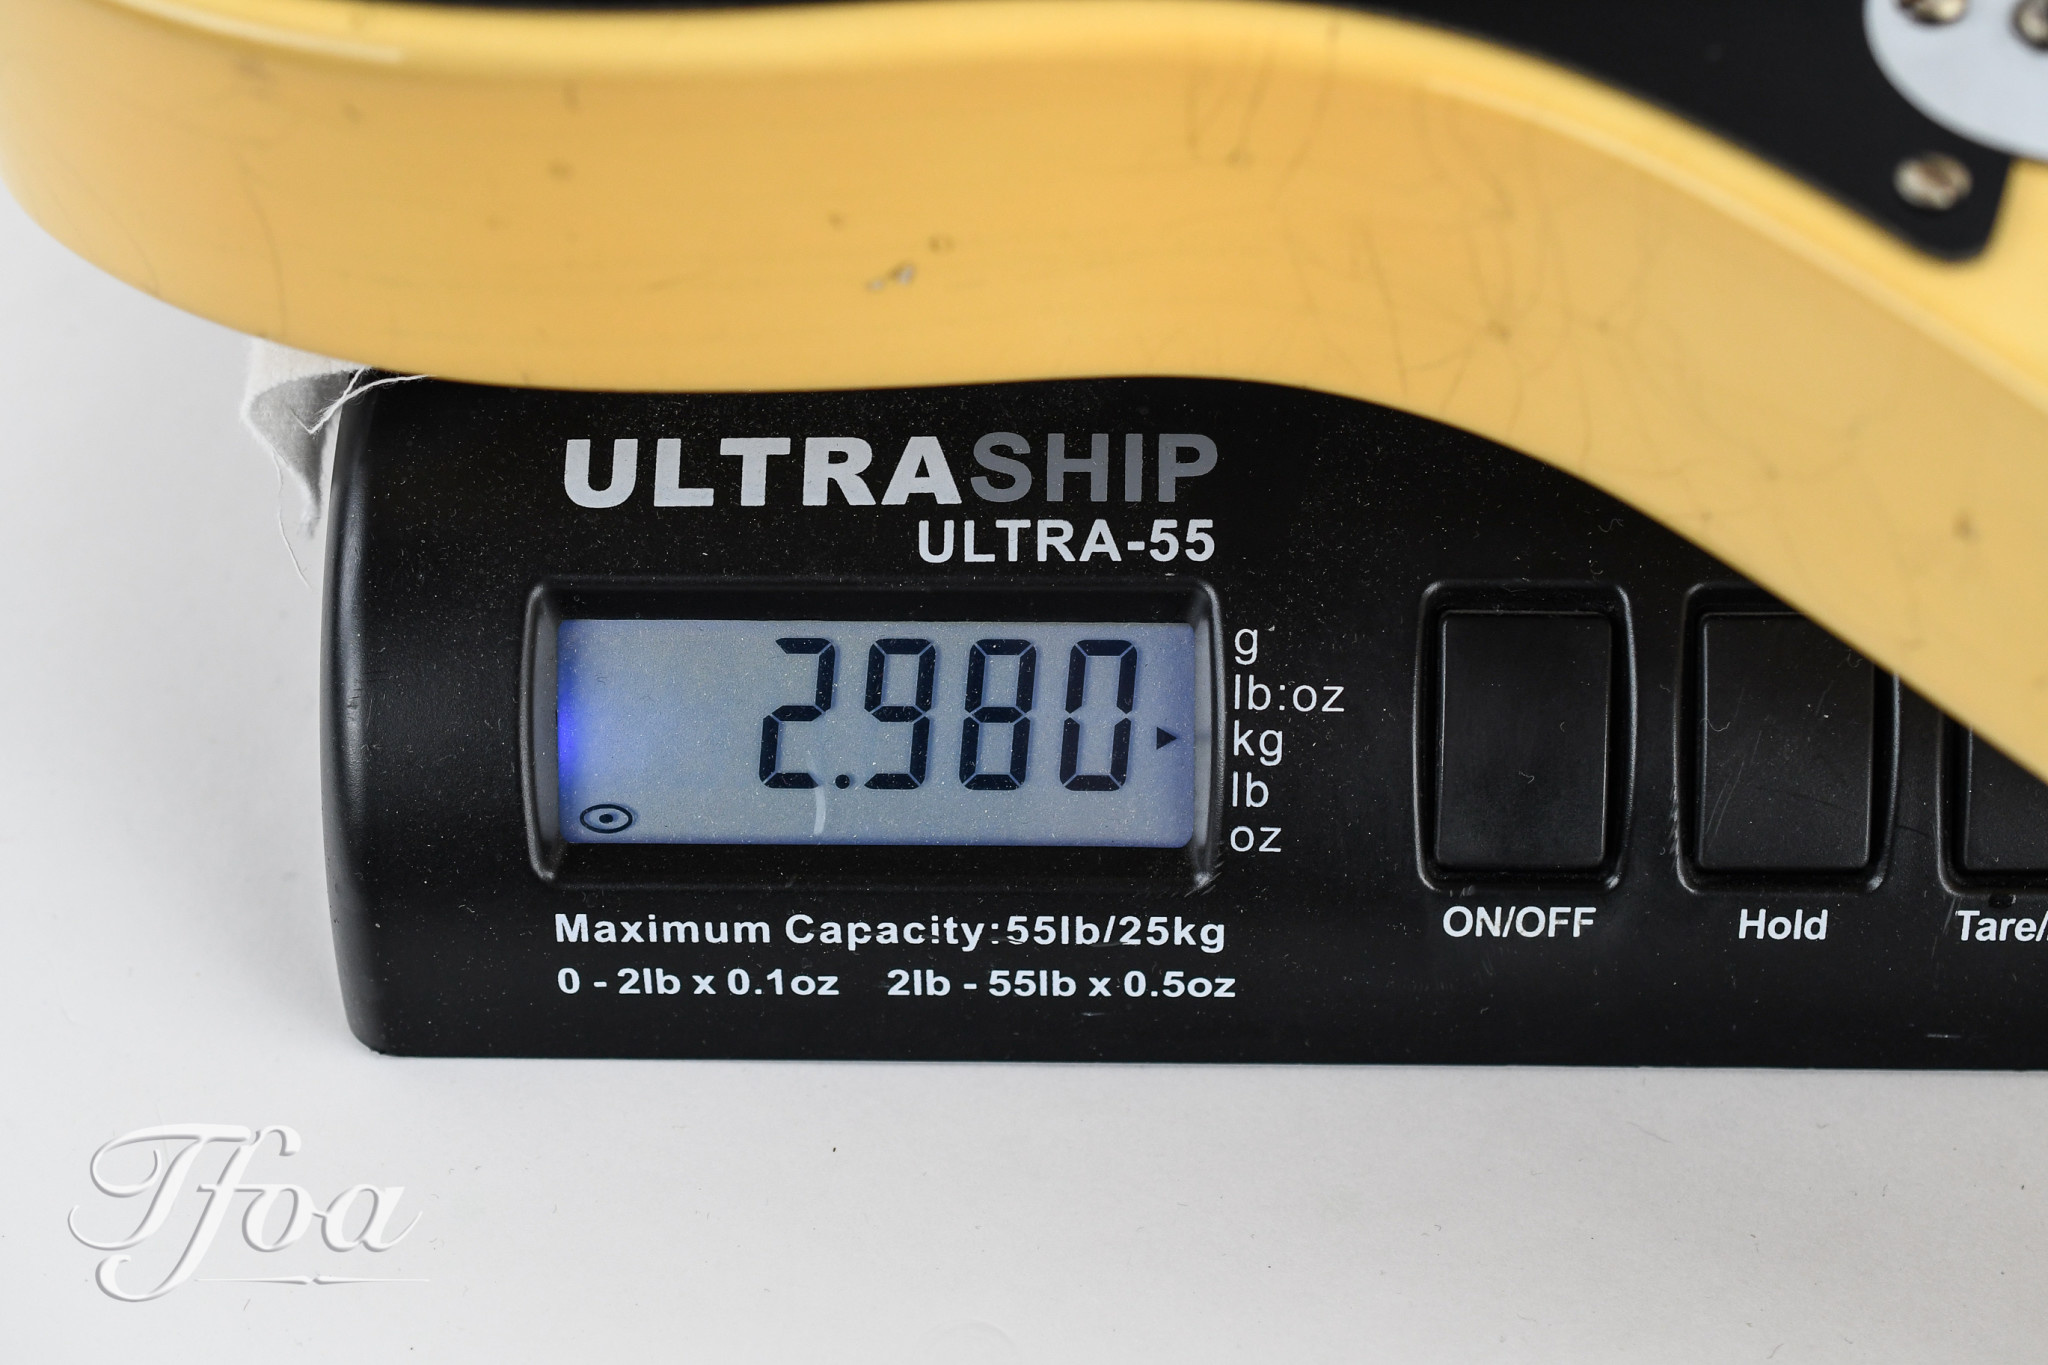 ULTRASHIP
ULTRA-55
2.980
g
lb:oz
kg
lb
oz
Maximum Capacity:55lb/25kg
0 - 2lb x 0.1oz 2lb - 55lb x 0.5oz
ON/OFF
Hold
Tare/
Tfoa